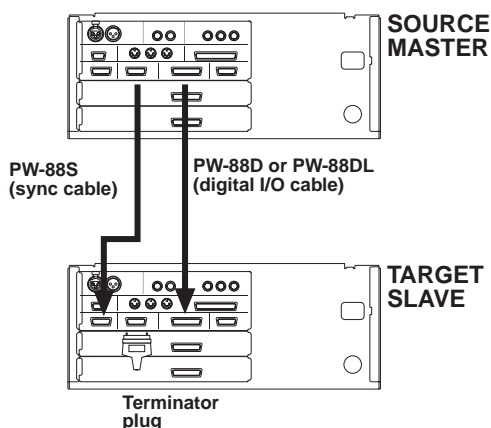 SOURCE
MASTER
PW-88S
(sync cable)
PW-88D or PW-88DL
(digital I/O cable)
TARGET
SLAVE
Terminator
plug